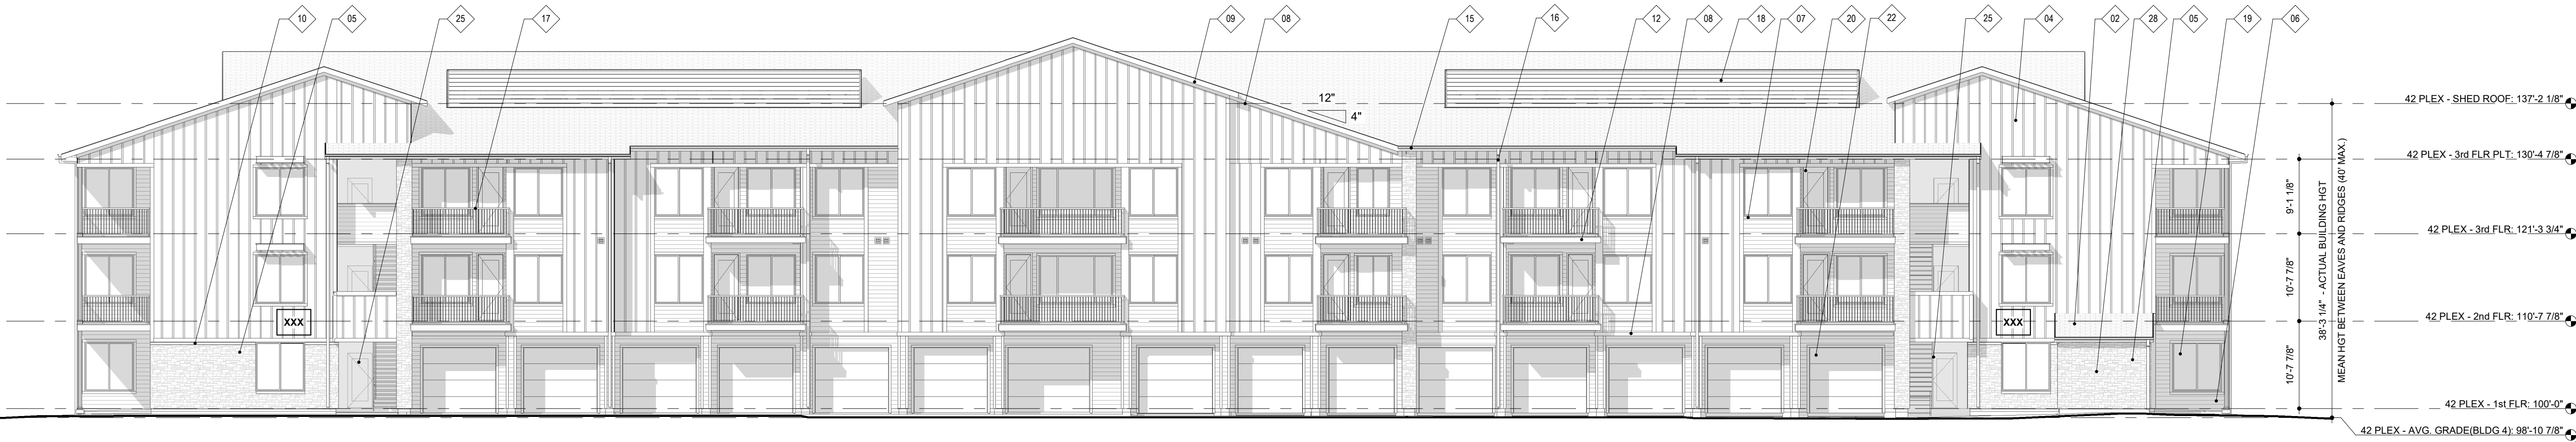 10
05
25
17
09
08
15
16
12
08
18
07
20
22
25
04
02
28
05
19
06
12"
4"
XXX
XXX
42 PLEX - SHED ROOF: 137'-2 1/8"
42 PLEX - 3rd FLR PLT: 130'-4 7/8"
42 PLEX - 3rd FLR: 121'-3 3/4"
42 PLEX - 2nd FLR: 110'-7 7/8"
42 PLEX - 1st FLR: 100'-0"
42 PLEX - AVG. GRADE(BLDG 4): 98'-10 7/8"
9'-1 1/8"
10'-7 7/8"
10'-7 7/8"
38'-3 1/4" - ACTUAL BUILDING HGT
MEAN HGT BETWEEN EAVES AND RIDGES (40' MAX.)